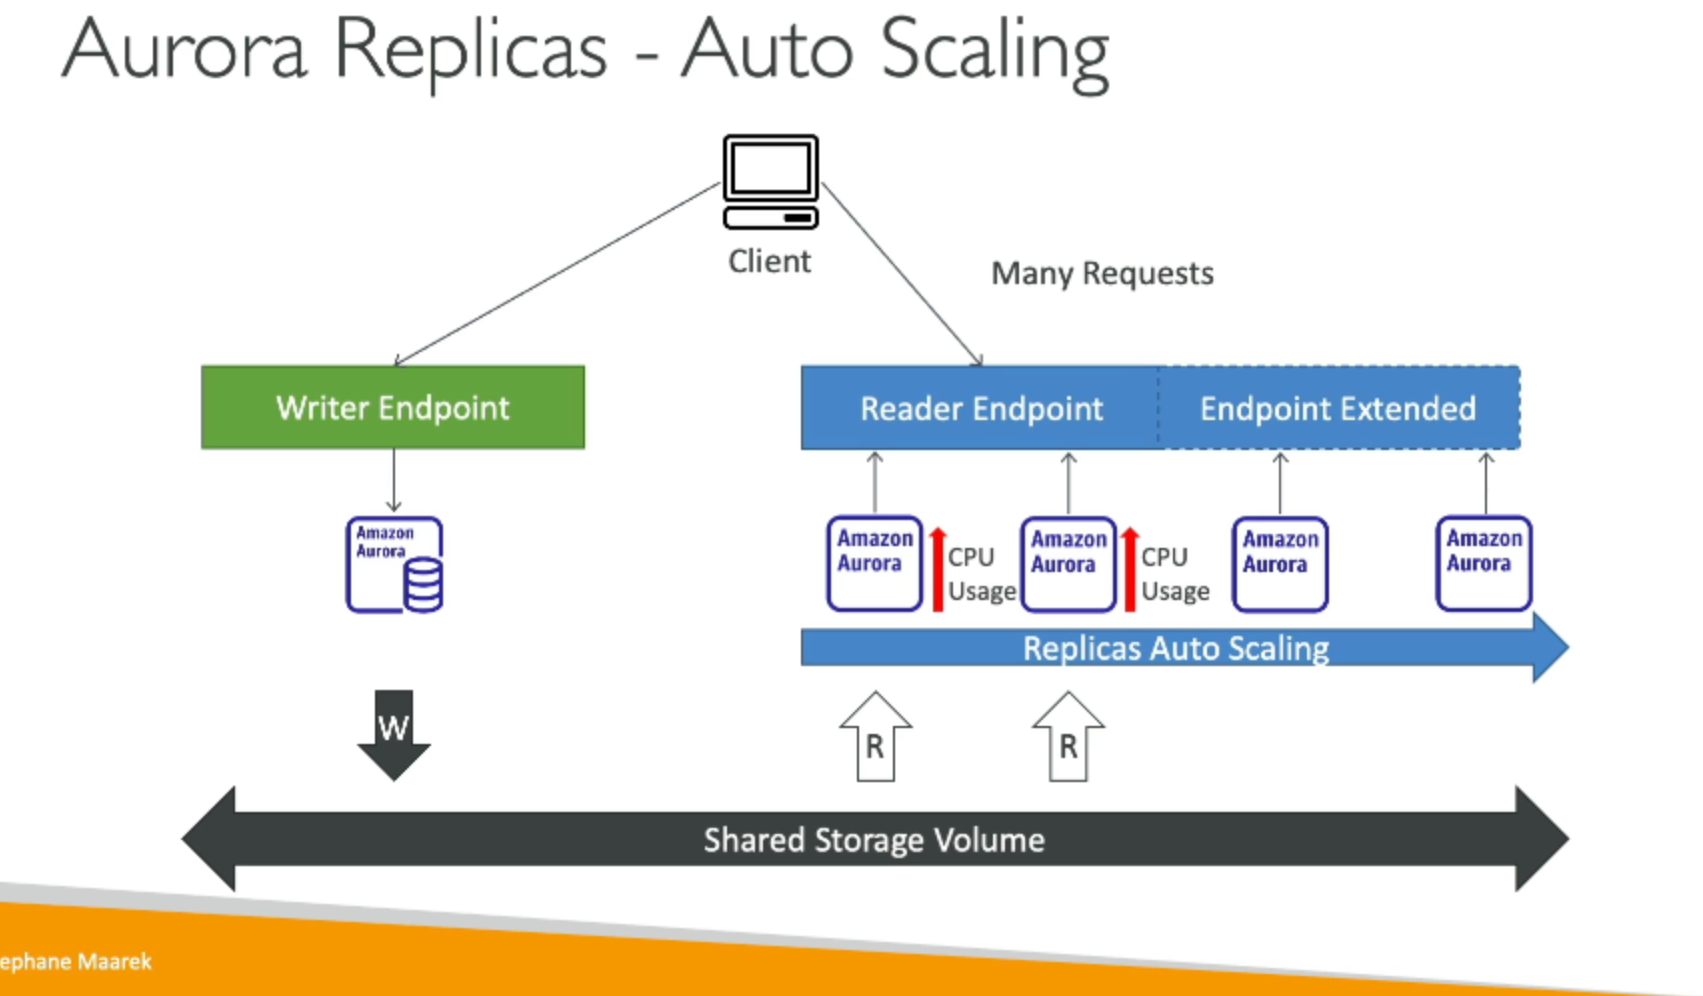 Aurora Replicas - Auto Scaling
Client
Many Requests
Writer Endpoint
Reader Endpoint
Endpoint Extended
Amazon
Aurora
Amazon
Aurora
CPU
Usage
Amazon
Aurora
CPU
Usage
Amazon
Aurora
Amazon
Aurora
Replicas Auto Scaling
W
R
R
Shared Storage Volume
ephane Maarek